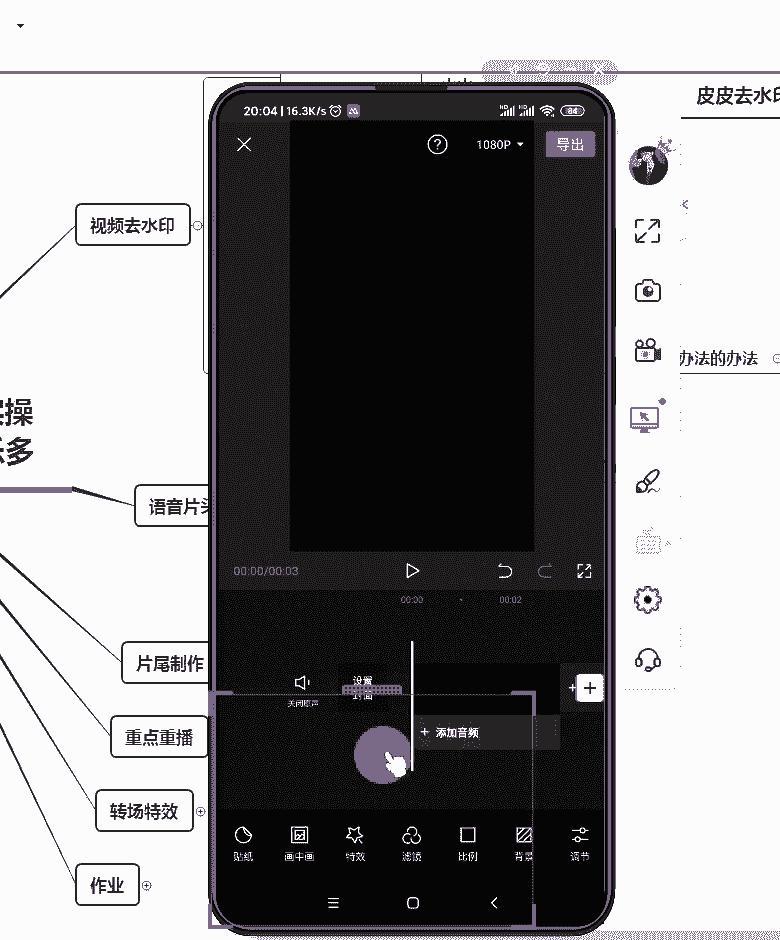 皮皮去水印
20:04 | 16.3K/s
84
1080P
导出
视频去水印
办法的办法
实操
乐多
语音片头
00:00/00:03
00:00
00:02
片尾制作
关闭原声
设置
封面
添加音频
重点重播
转场特效
贴纸
画中画
特效
滤镜
比例
背景
调节
作业